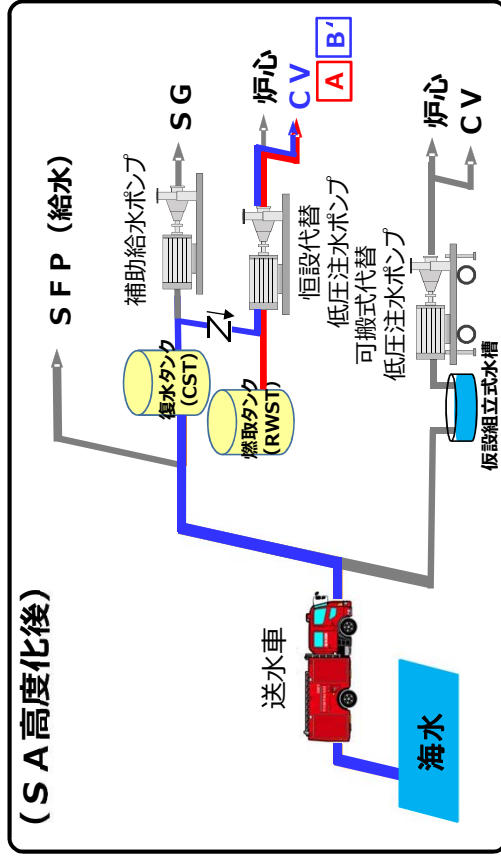 (ＳＡ高度化後)
ＳＦＰ（給水）
補助給水ポンプ
ＳＧ
復水タンク
(CST)
燃取タンク
(RWST)
炉心
ＣＶ
A
B'
恒設代替
低圧注水ポンプ
可搬式代替
低圧注水ポンプ
炉心
ＣＶ
仮設組立式水槽
送水車
海水